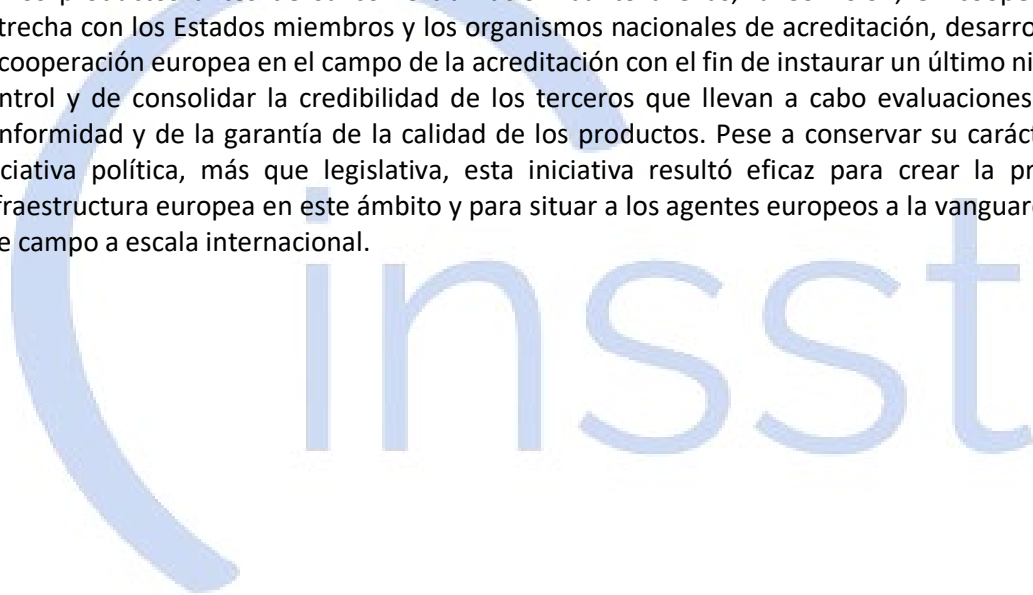 trecha con los Estados miembros y los organismos nacionales de acreditación, desarro
cooperación europea en el campo de la acreditación con el fin de instaurar un último ni
ntrol y de consolidar la credibilidad de los terceros que llevan a cabo evaluaciones
nformidad y de la garantía de la calidad de los productos. Pese a conservar su caráct
ciativa política, más que legislativa, esta iniciativa resultó eficaz para crear la pr
fraestructura europea en este ámbito y para situar a los agentes europeos a la vanguar
e campo a escala internacional.
insst